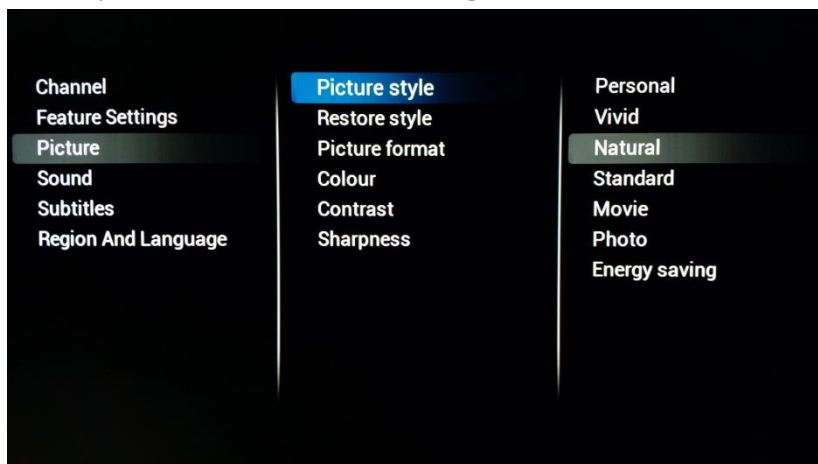 Channel
Feature Settings
Picture
Sound
Subtitles
Region And Language
Picture style
Restore style
Picture format
Colour
Contrast
Sharpness
Personal
Vivid
Natural
Standard
Movie
Photo
Energy saving